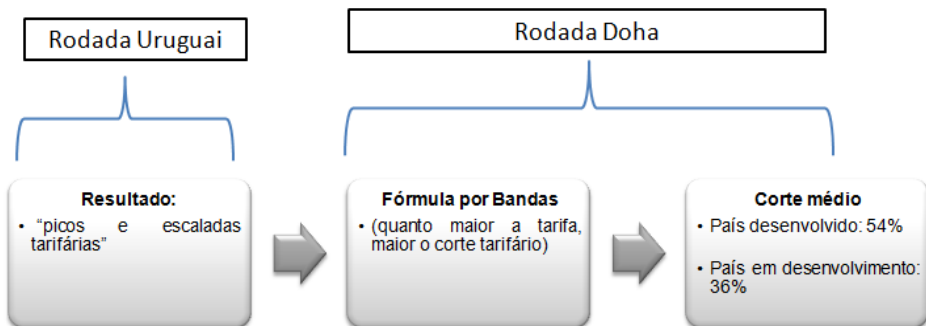 Rodada Uruguai
Rodada Doha
Resultado:
• “picos e escaladas
tarifárias”
Fórmula por Bandas
• (quanto maior a tarifa,
maior o corte tarifário)
Corte médio
• País desenvolvido: 54%
• País em desenvolvimento:
36%